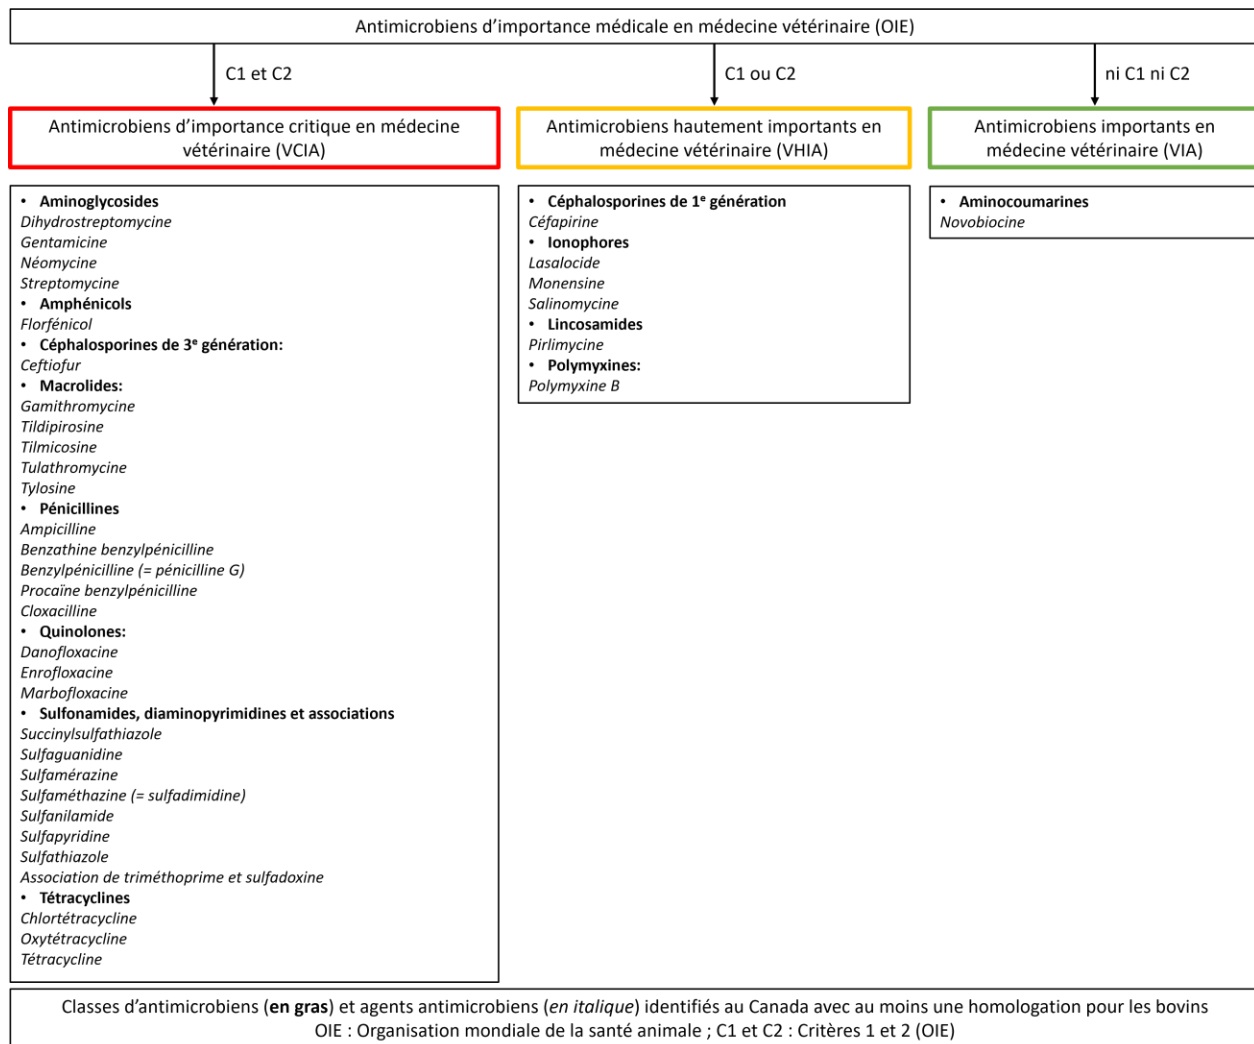 Antimicrobiens d'importance médicale en médecine vétérinaire (OIE)
C1 et C2
C1 ou C2
ni C1 ni C2
Antimicrobiens d'importance critique en médecine
vétérinaire (VCIA)
Antimicrobiens hautement importants en
médecine vétérinaire (VHIA)
Antimicrobiens importants en
médecine vétérinaire (VIA)
• Aminoglycosides
Dihydrostreptomycine
Gentamicine
Néomycine
Streptomycine
• Amphénicols
Florfénicol
• Céphalosporines de 3e génération:
Ceftiofur
• Macrolides:
Gamithromycine
Tildipirosine
Tilmicosine
Tulathromycine
Tylosine
• Pénicillines
Ampicilline
Benzathine benzylpénicilline
Benzylpénicilline (= pénicilline G)
Procaïne benzylpénicilline
Cloxacilline
• Quinolones:
Danofloxacine
Enrofloxacine
Marbofloxacine
• Sulfonamides, diaminopyrimidines et associations
Succinylsulfathiazole
Sulfaguanidine
Sulfamérazine
Sulfaméthazine (= sulfadimidine)
Sulfanilamide
Sulfapyridine
Sulfathiazole
Association de triméthoprime et sulfadoxine
• Tétracyclines
Chlortétracycline
Oxytétracycline
Tétracycline
• Céphalosporines de 1e génération
Céfapirine
• Ionophores
Lasalocide
Monensine
Salinomycine
• Lincosamides
Pirlimycine
• Polymyxines:
Polymyxine B
• Aminocoumarines
Novobiocine
Classes d'antimicrobiens (en gras) et agents antimicrobiens (en italique) identifiés au Canada avec au moins une homologation pour les bovins
OIE : Organisation mondiale de la santé animale ; C1 et C2 : Critères 1 et 2 (OIE)